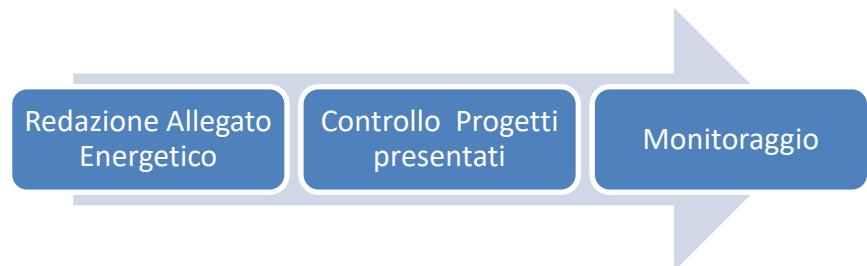 Redazione Allegato
Energetico
Controllo Progetti
presentati
Monitoraggio